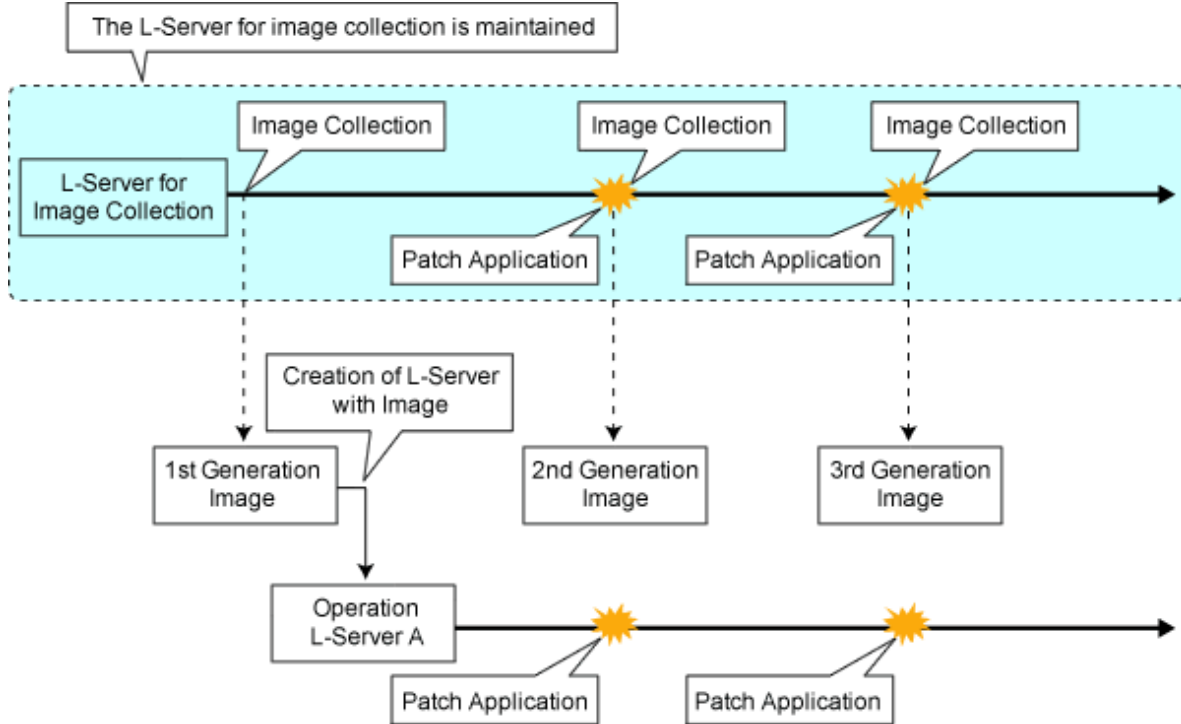 The L-Server for image collection is maintained
Image Collection
Image Collection
Image Collection
L-Server for
Image Collection
Patch Application
Patch Application
Creation of L-Server
with Image
1st Generation
Image
2nd Generation
Image
3rd Generation
Image
Operation
L-Server A
Patch Application
Patch Application